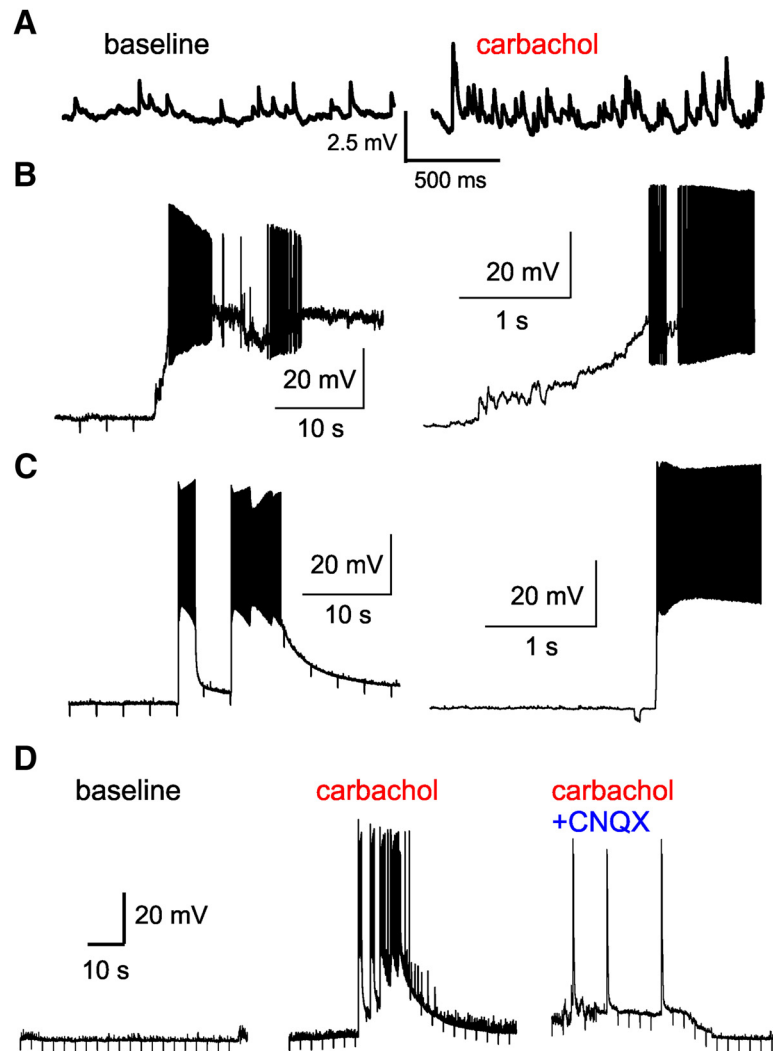 A
baseline
carbachol
2.5 mV
500 ms
B
20 mV
1 s
20 mV
10 s
C
20 mV
10 s
20 mV
1 s
D
baseline
carbachol
carbachol
+CNQX
20 mV
10 s